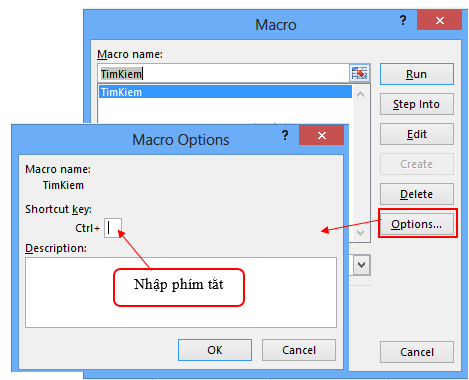 Macro
?
Macro name:
TimKiem
Run
TimKiem
Step Into
Edit
Create
Delete
Options...
Cancel
Macro Options
?
Macro name:
TimKiem
Shortcut key:
Ctrl+
Description:
Nhập phím tắt
OK
Cancel